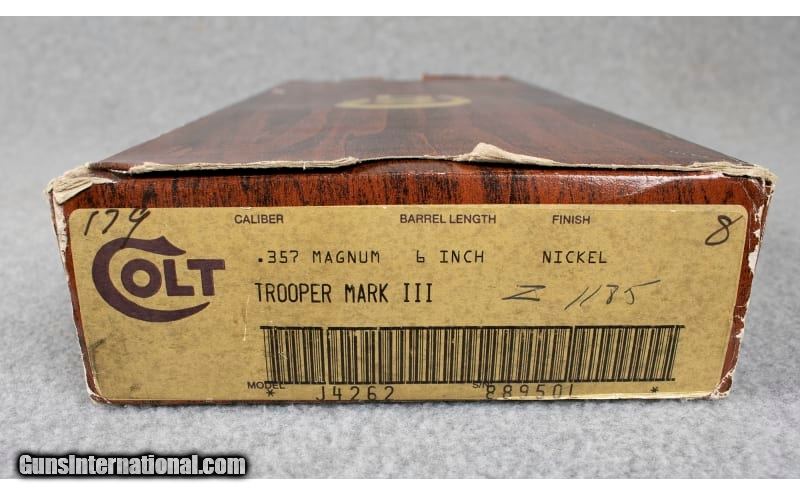 174 CALIBER BARREL LENGTH FINISH 8
COLT .357 MAGNUM 6 INCH NICKEL
TROOPER MARK III Z 1185
MODEL S/N
* J4262 *
GunsInternational.com